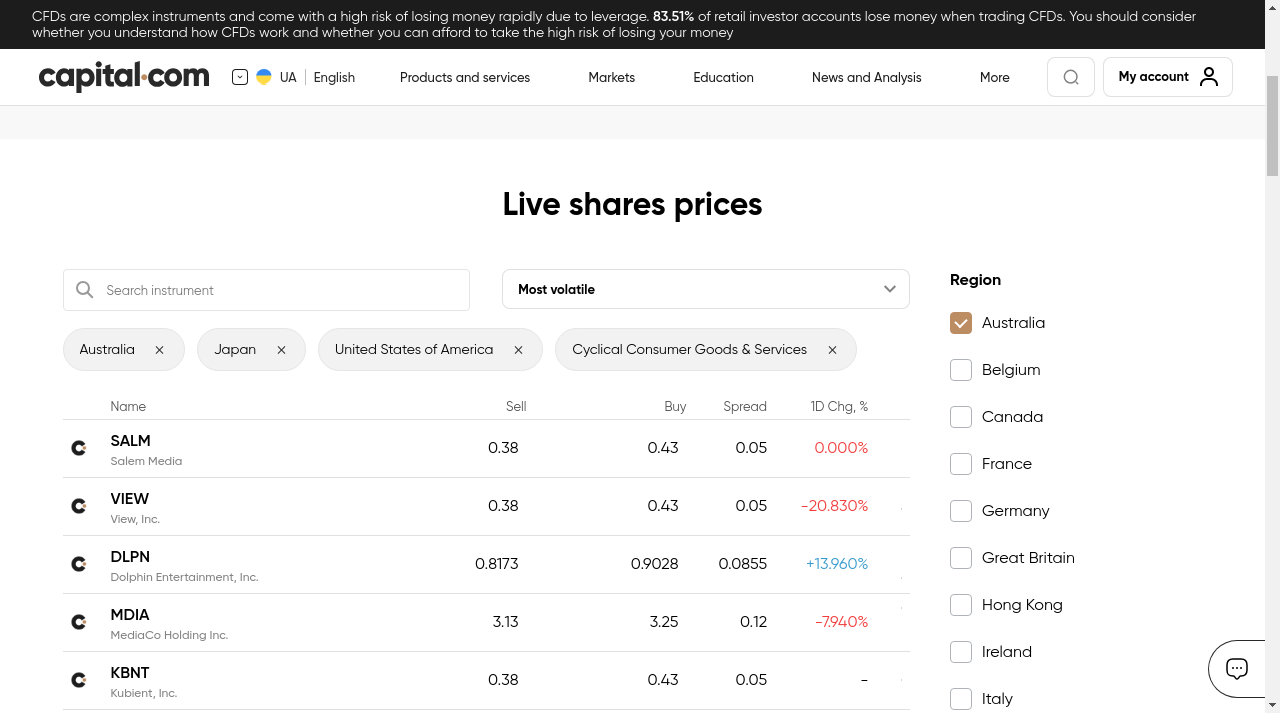 CFDs are complex instruments and come with a high risk of losing money rapidly due to leverage. 83.51% of retail investor accounts lose money when trading CFDs. You should consider
whether you understand how CFDs work and whether you can afford to take the high risk of losing your money
capital.com UA English Products and services Markets Education News and Analysis More My account
Live shares prices
Search instrument Most volatile
Australia Japan United States of America Cyclical Consumer Goods & Services
Name Sell Buy Spread 1D Chg, %
SALM 0.38 0.43 0.05 0.000%
Salem Media
VIEW 0.38 0.43 0.05 -20.830%
View, Inc.
DLPN 0.8173 0.9028 0.0855 +13.960%
Dolphin Entertainment, Inc.
MDIA 3.13 3.25 0.12 -7.940%
MediaCo Holding Inc.
KBNT 0.38 0.43 0.05 -
Kubient, Inc.
Region
Australia
Belgium
Canada
France
Germany
Great Britain
Hong Kong
Ireland
Italy